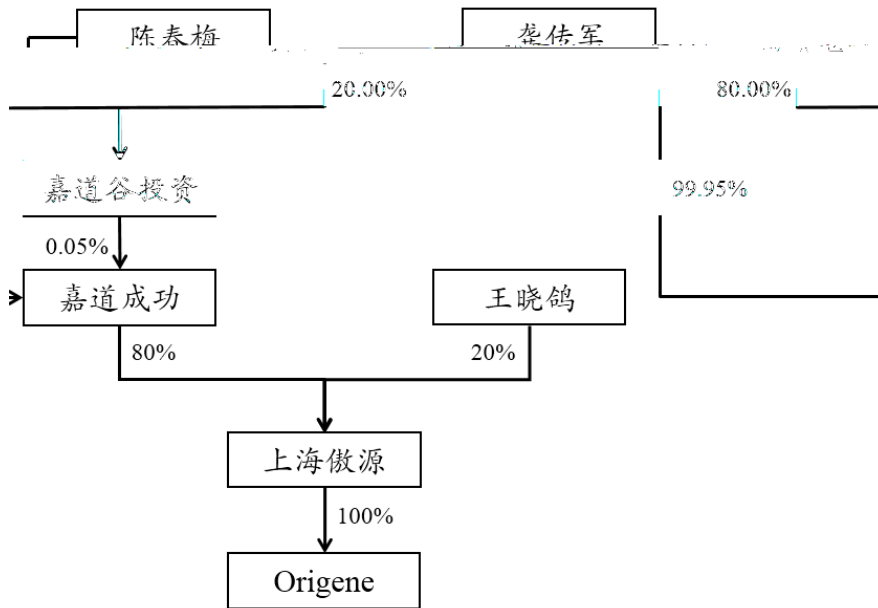 陈春梅
龚传军
20.00%
80.00%
嘉道谷投资
99.95%
0.05%
嘉道成功
王晓鸽
80%
20%
上海傲源
100%
Origene